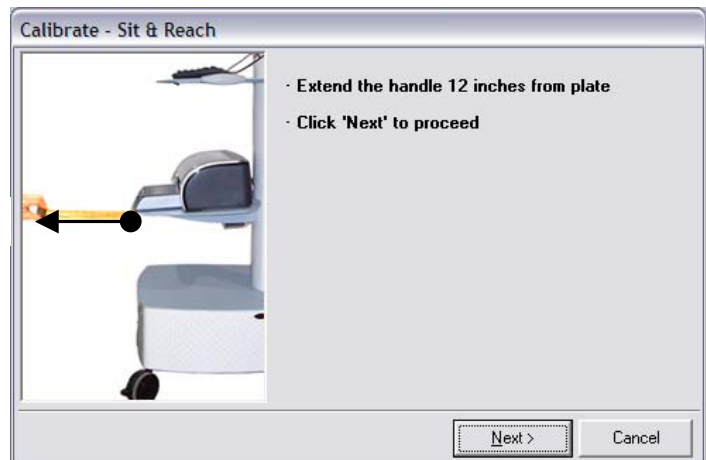 Calibrate - Sit & Reach
· Extend the handle 12 inches from plate
· Click 'Next' to proceed
Next >
Cancel